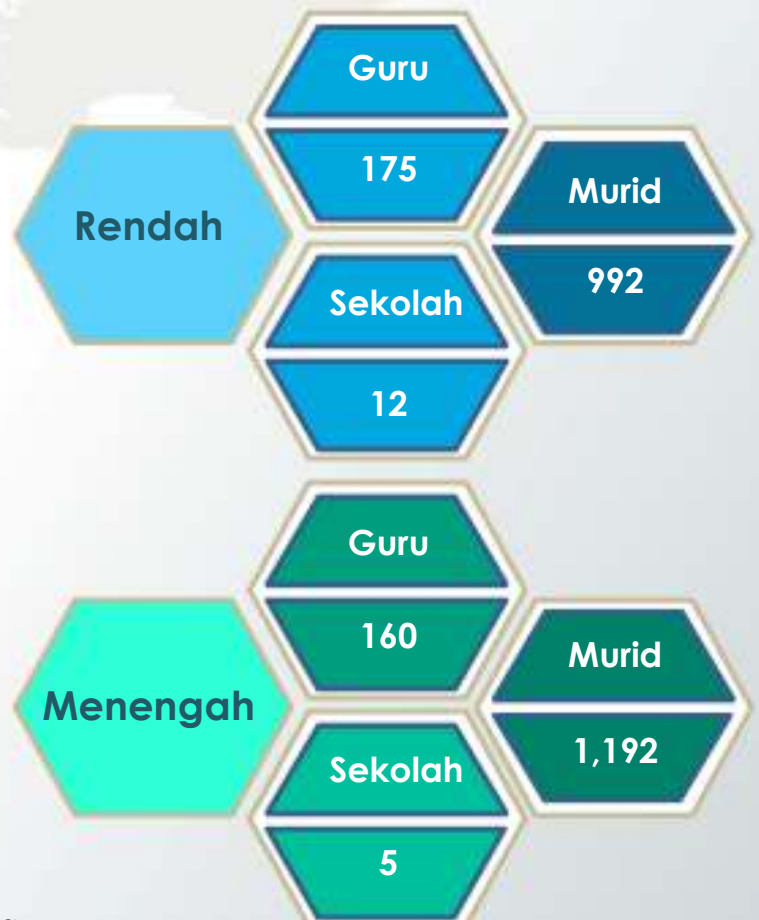 Rendah
Guru
175
Murid
992
Sekolah
12
Menengah
Guru
160
Murid
1,192
Sekolah
5